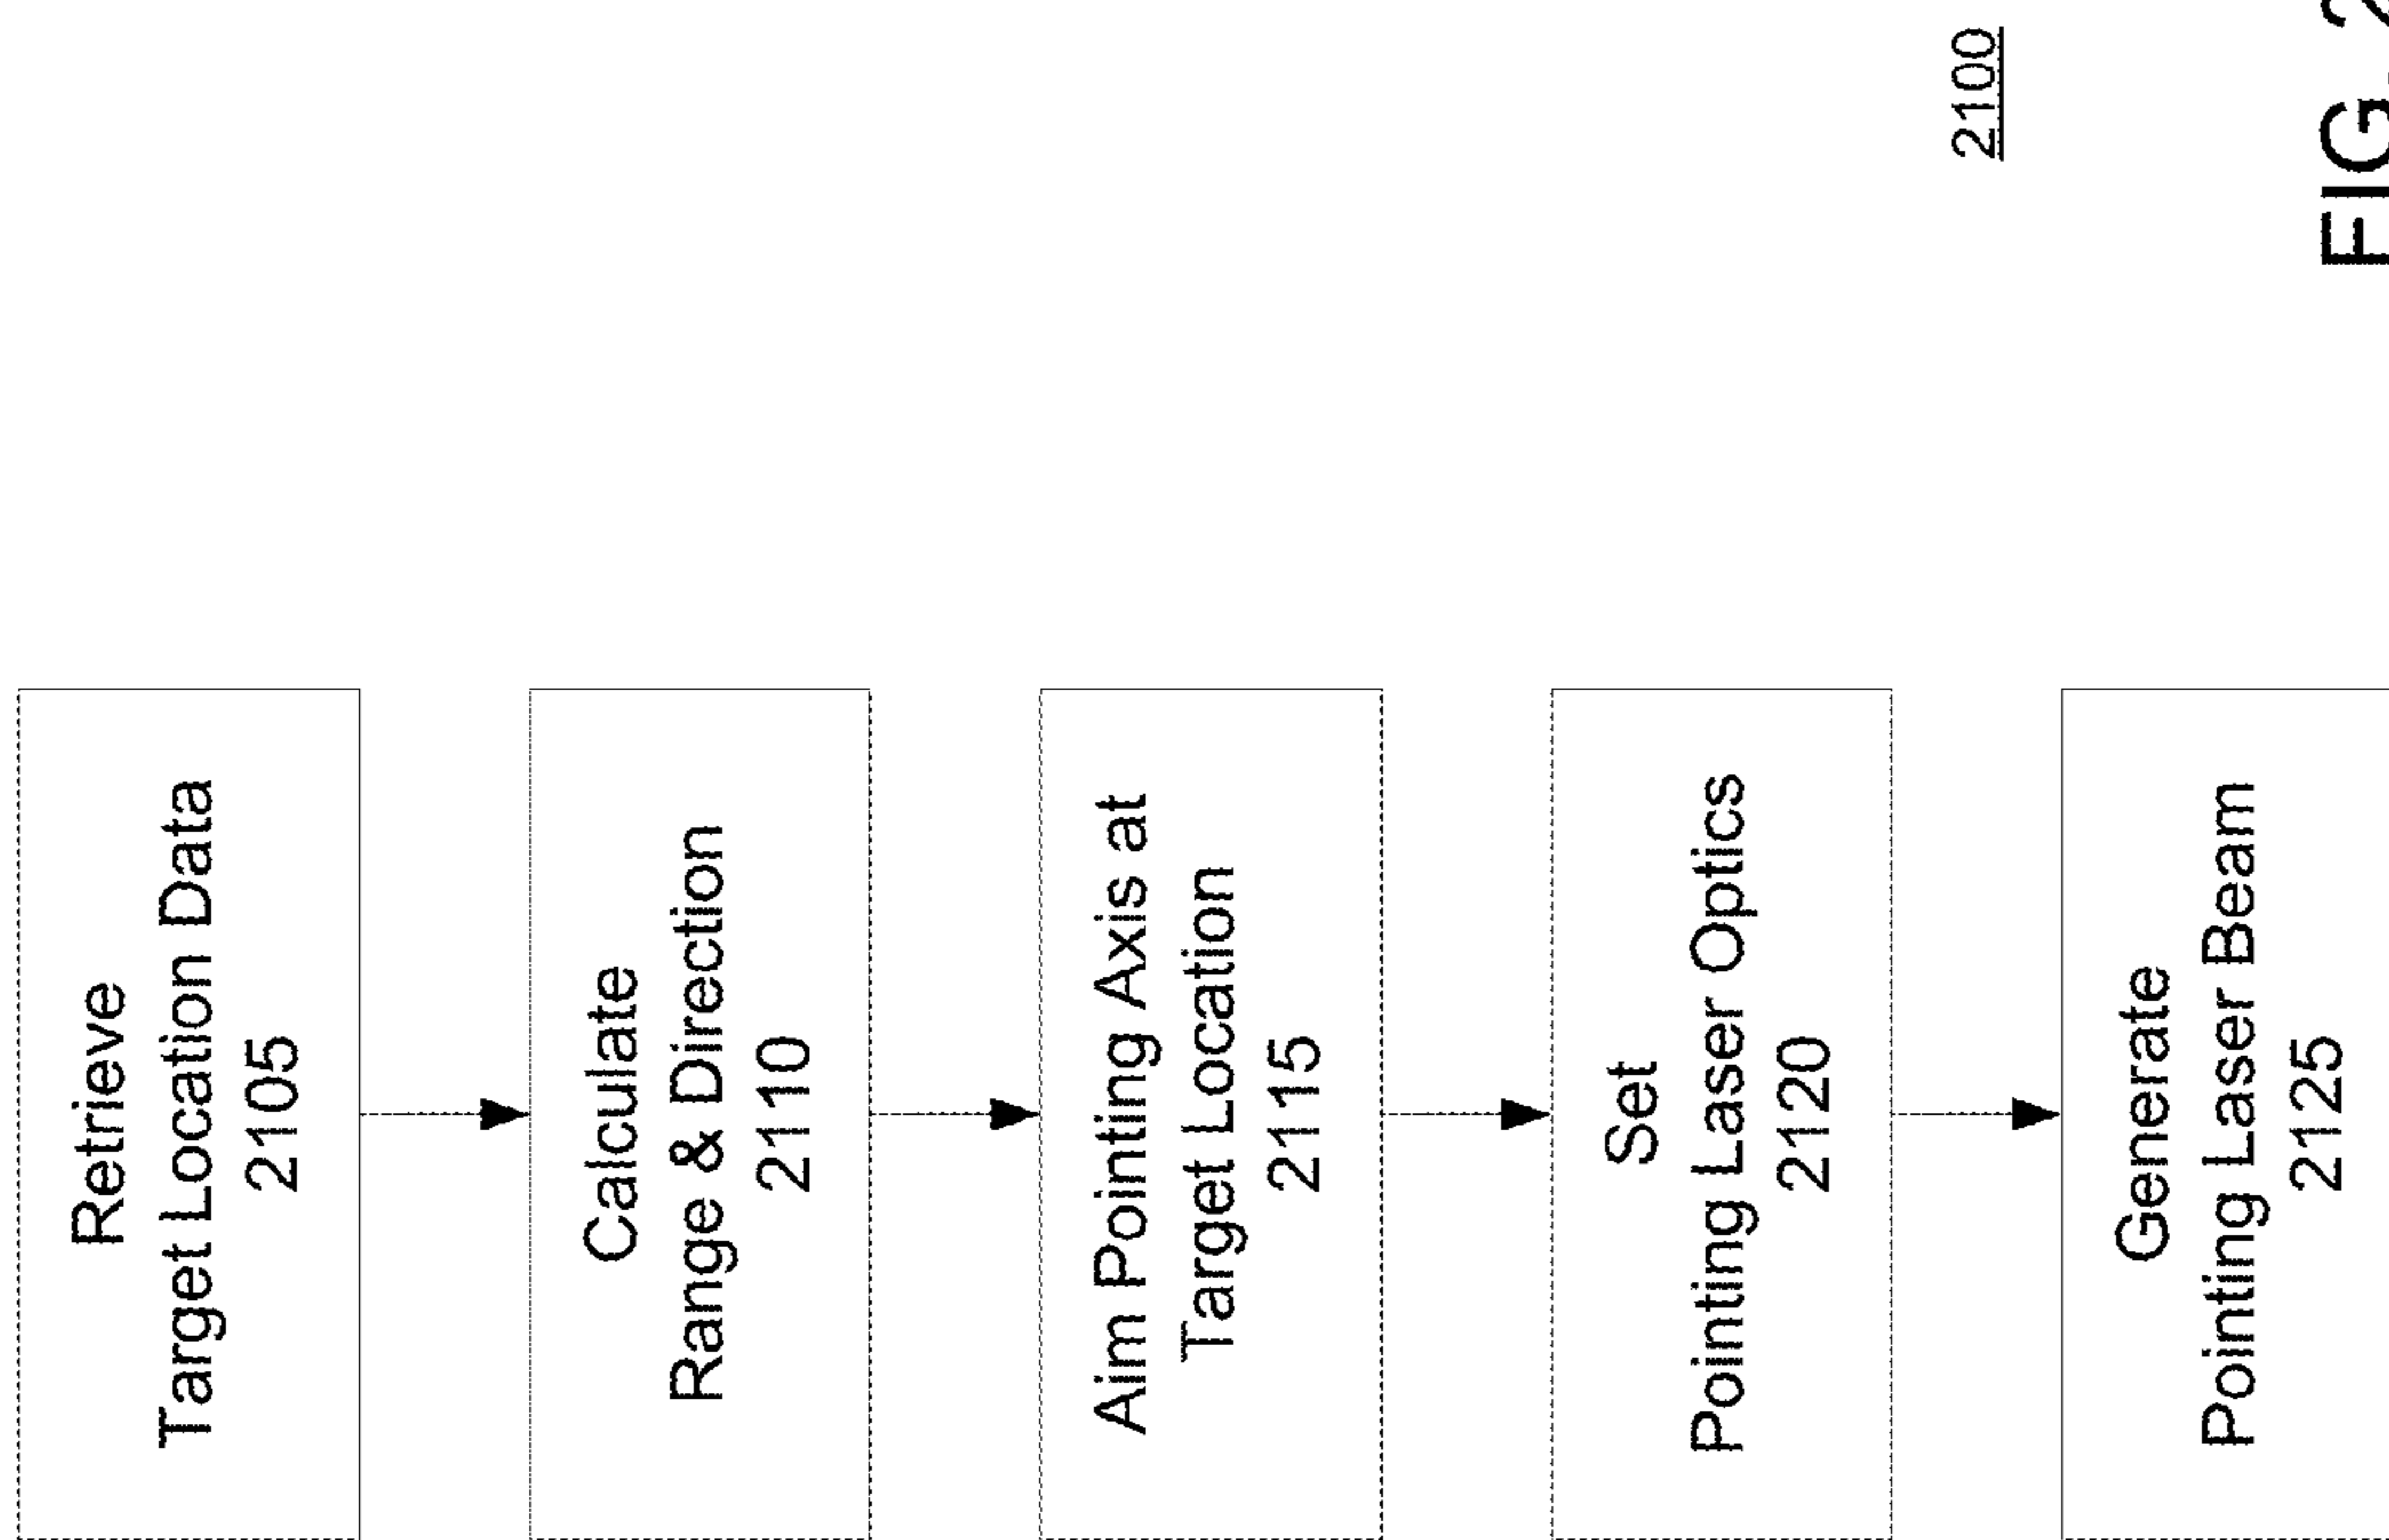 Retrieve
Target Location Data
2105
Calculate
Range & Direction
2110
Aim Pointing Axis at
Target Location
2115
Set
Pointing Laser Optics
2120
Generate
Pointing Laser Beam
2125
2100
FIG.